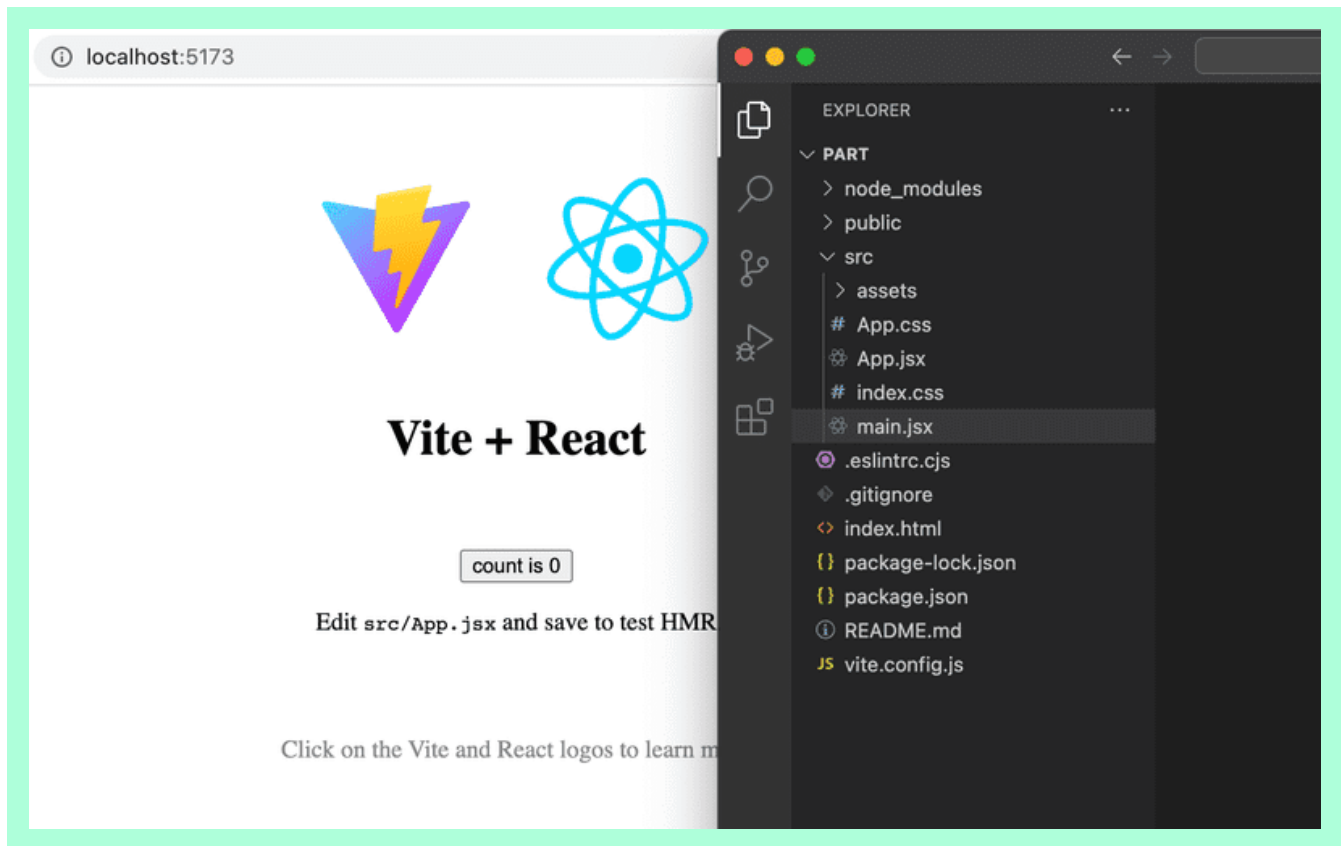 localhost:5173
Vite + React
count is 0
Edit src/App.jsx and save to test HMR
Click on the Vite and React logos to learn m
EXPLORER
PART
node_modules
public
src
assets
# App.css
App.jsx
# index.css
main.jsx
.eslintrc.cjs
.gitignore
<> index.html
{} package-lock.json
{} package.json
README.md
JS vite.config.js